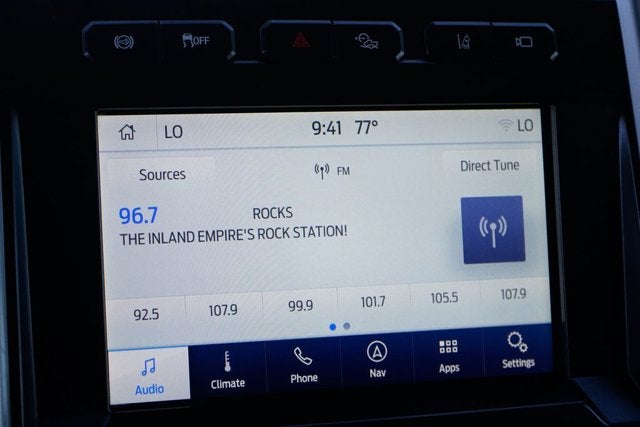 OFF
LO 9:41 77° LO
Sources FM Direct Tune
96.7 ROCKS
THE INLAND EMPIRE'S ROCK STATION!
92.5 107.9 99.9 101.7 105.5 107.9
Audio Climate Phone Nav Apps Settings